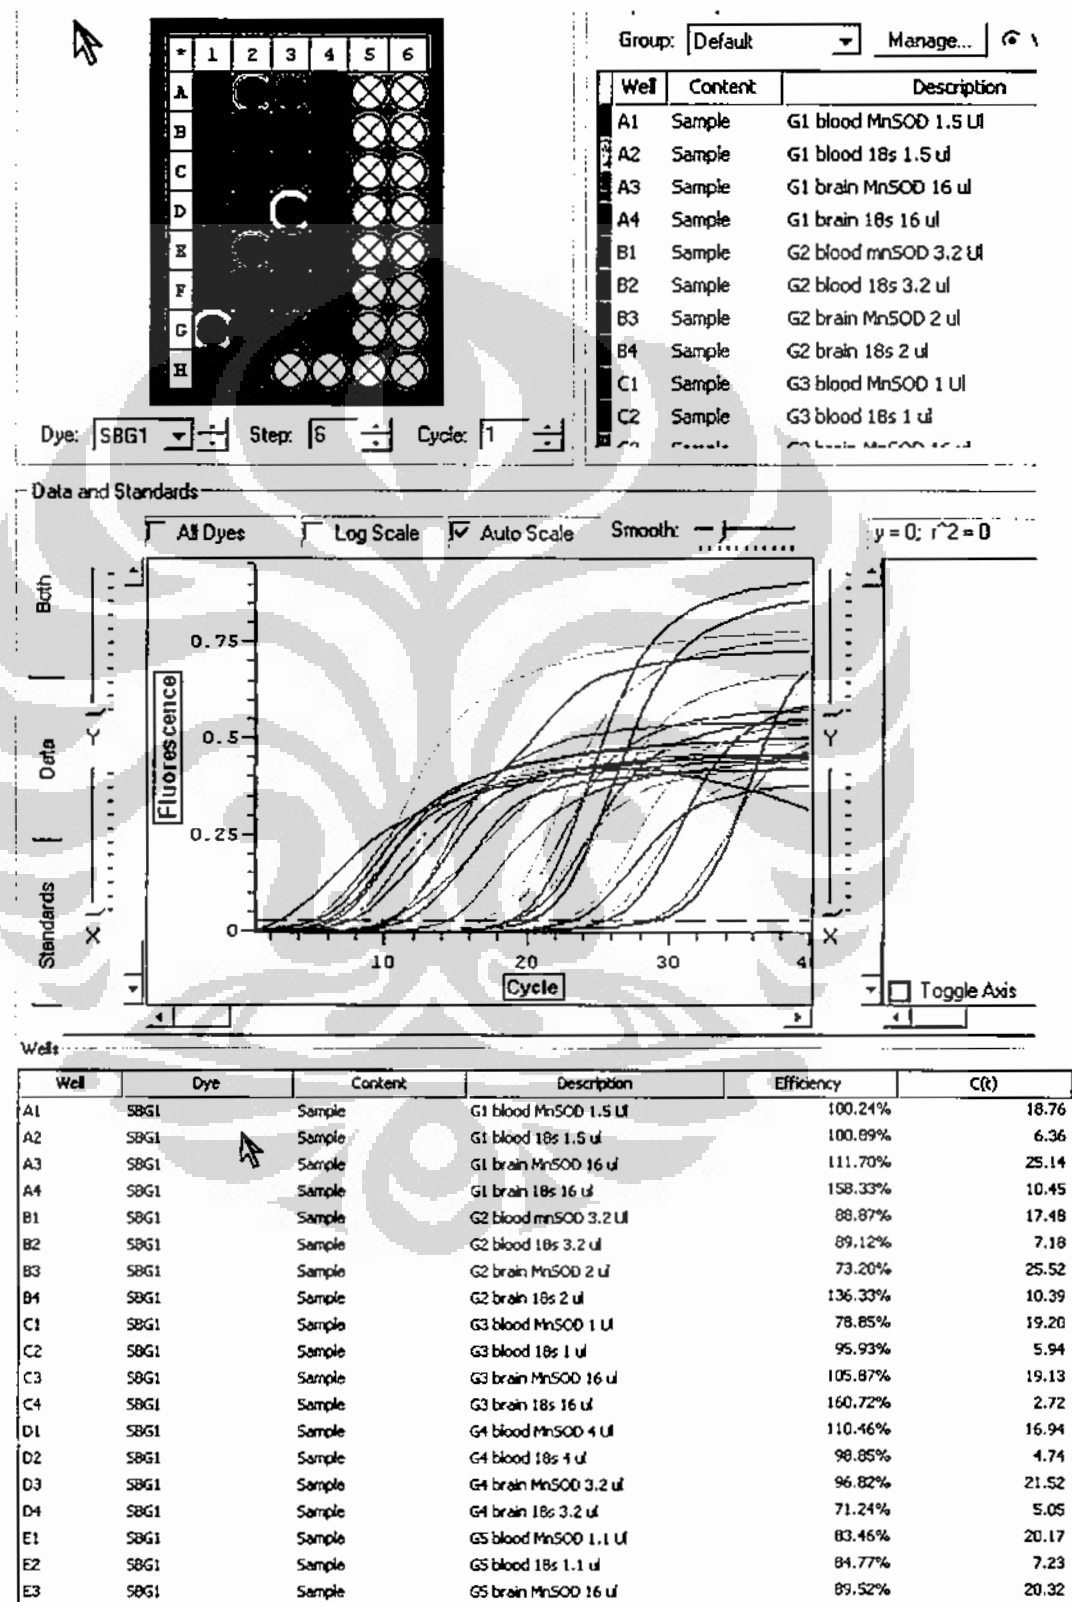 Group: Default Manage...
* 1 2 3 4 5 6
A
B
C
D
E
F
G
H
Well Content Description
A1 Sample G1 blood MnSOD 1.5 Ul
A2 Sample G1 blood 18s 1.5 ul
A3 Sample G1 brain MnSOD 16 ul
A4 Sample G1 brain 18s 16 ul
B1 Sample G2 blood mnSOD 3.2 Ul
B2 Sample G2 blood 18s 3.2 ul
B3 Sample G2 brain MnSOD 2 ul
B4 Sample G2 brain 18s 2 ul
C1 Sample G3 blood MnSOD 1 Ul
C2 Sample G3 blood 18s 1 ul
Dye: SBG1 Step: 6 Cycle: 1
Data and Standards
All Dyes Log Scale Auto Scale Smooth: y = 0; r^2 = 0
Both
Data
Standards
Y
X
Fluorescence
0.75
0.5
0.25
0
10 20 30 4
Cycle
Y
X
Toggle Axis
Wells
Well Dye Content Description Efficiency C(t)
A1 SBG1 Sample G1 blood MnSOD 1.5 Ul 100.24% 18.76
A2 SBG1 Sample G1 blood 18s 1.5 ul 100.89% 6.36
A3 SBG1 Sample G1 brain MnSOD 16 ul 111.70% 25.14
A4 SBG1 Sample G1 brain 18s 16 ul 158.33% 10.45
B1 SBG1 Sample G2 blood mnSOD 3.2 Ul 88.87% 17.48
B2 SBG1 Sample G2 blood 18s 3.2 ul 89.12% 7.18
B3 SBG1 Sample G2 brain MnSOD 2 ul 73.20% 25.52
B4 SBG1 Sample G2 brain 18s 2 ul 136.33% 10.39
C1 SBG1 Sample G3 blood MnSOD 1 Ul 78.85% 19.20
C2 SBG1 Sample G3 blood 18s 1 ul 95.93% 5.94
C3 SBG1 Sample G3 brain MnSOD 16 ul 105.87% 19.13
C4 SBG1 Sample G3 brain 18s 16 ul 160.72% 2.72
D1 SBG1 Sample G4 blood MnSOD 4 Ul 110.46% 16.94
D2 SBG1 Sample G4 blood 18s 4 ul 98.85% 4.74
D3 SBG1 Sample G4 brain MnSOD 3.2 ul 96.82% 21.52
D4 SBG1 Sample G4 brain 18s 3.2 ul 71.24% 5.05
E1 SBG1 Sample G5 blood MnSOD 1.1 Ul 83.46% 20.17
E2 SBG1 Sample G5 blood 18s 1.1 ul 84.77% 7.23
E3 SBG1 Sample G5 brain MnSOD 16 ul 89.52% 20.32